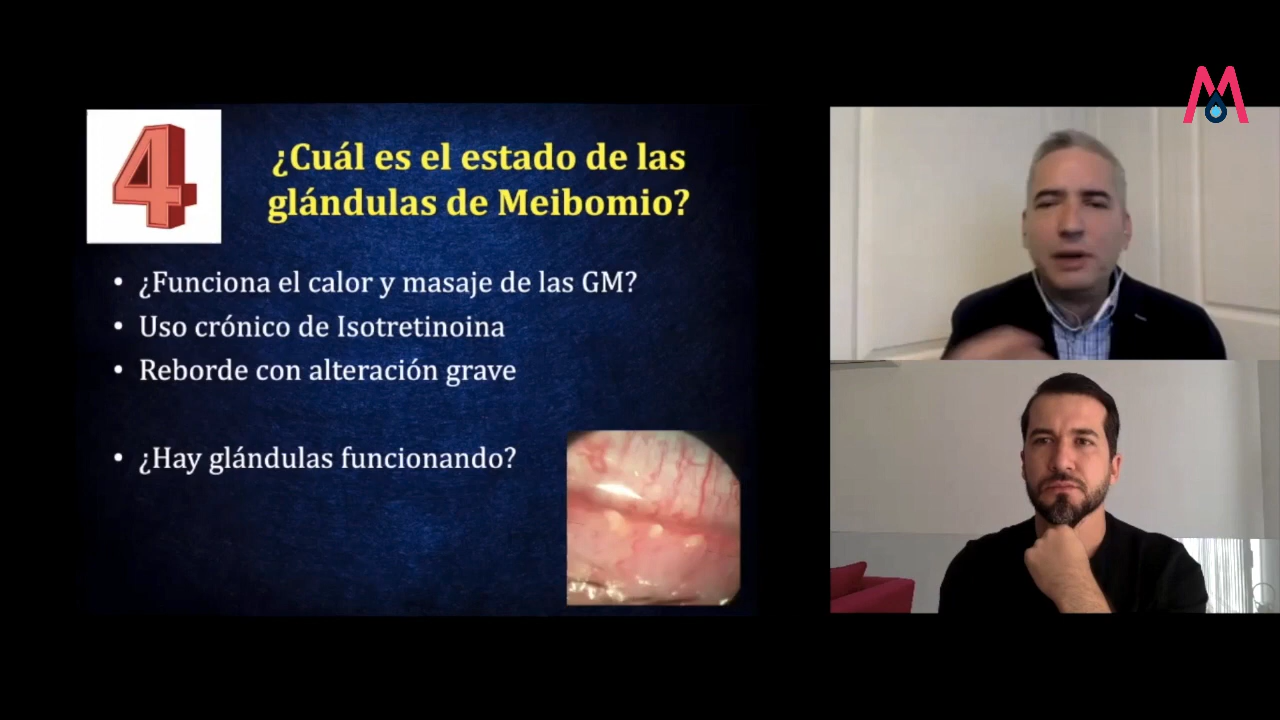 4
¿Cuál es el estado de las
glándulas de Meibomio?
• ¿Funciona el calor y masaje de las GM?
• Uso crónico de Isotretinoina
• Reborde con alteración grave
• ¿Hay glándulas funcionando?
M